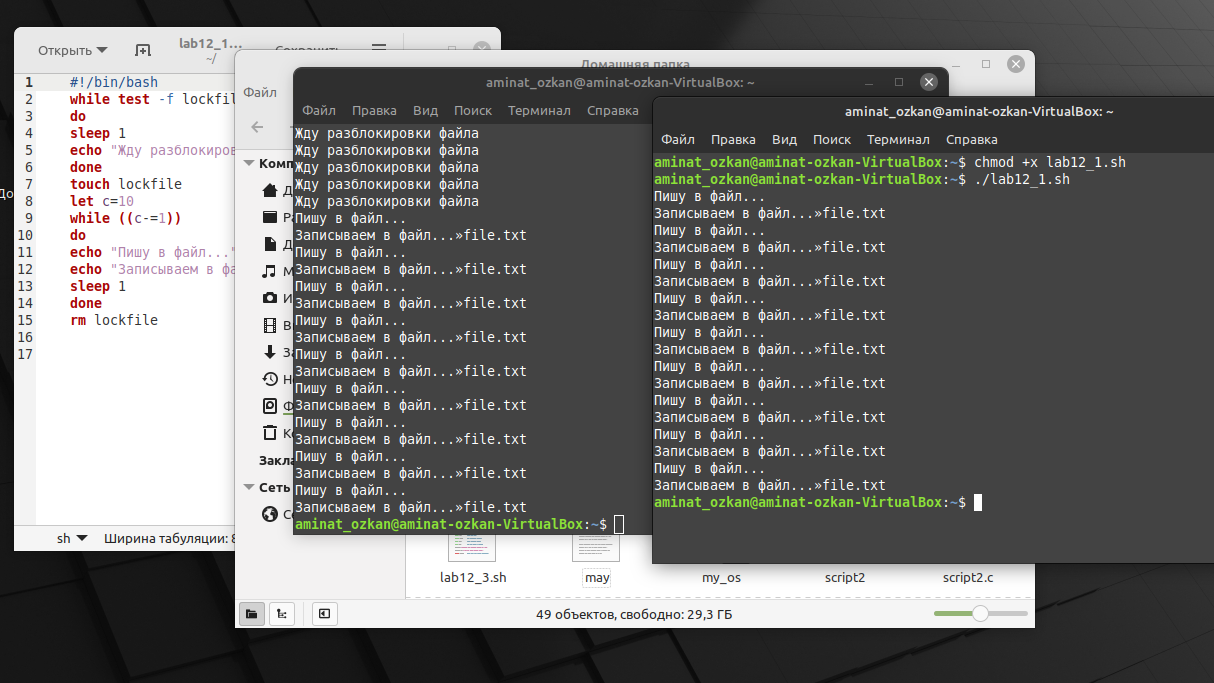 Открыть
lab12_1...
~/
Сохранить
1 #!/bin/bash
2 while test -f lockfil
3 do
4 sleep 1
5 echo "Жду разблокиров
6 done
7 touch lockfile
8 let c=10
9 while ((c-=1))
10 do
11 echo "Пишу в файл..."
12 echo "Записываем в фа
13 sleep 1
14 done
15 rm lockfile
16
17
sh Ширина табуляции: 8
Домашняя папка
Файл
Комп
Д
Ра
Д
М
И
В
За
Не
Ф
Ко
Закла
Сеть
Се
lab12_3.sh
may
my_os
script2
script2.c
49 объектов, свободно: 29,3 ГБ
aminat_ozkan@aminat-ozkan-VirtualBox: ~
Файл Правка Вид Поиск Терминал Справка
Жду разблокировки файла
Жду разблокировки файла
Жду разблокировки файла
Жду разблокировки файла
Жду разблокировки файла
Пишу в файл...
Записываем в файл...»file.txt
Пишу в файл...
Записываем в файл...»file.txt
Пишу в файл...
Записываем в файл...»file.txt
Пишу в файл...
Записываем в файл...»file.txt
Пишу в файл...
Записываем в файл...»file.txt
Пишу в файл...
Записываем в файл...»file.txt
Пишу в файл...
Записываем в файл...»file.txt
Пишу в файл...
Записываем в файл...»file.txt
Пишу в файл...
Записываем в файл...»file.txt
aminat_ozkan@aminat-ozkan-VirtualBox:~$
aminat_ozkan@aminat-ozkan-VirtualBox: ~
Файл Правка Вид Поиск Терминал Справка
aminat_ozkan@aminat-ozkan-VirtualBox:~$ chmod +x lab12_1.sh
aminat_ozkan@aminat-ozkan-VirtualBox:~$ ./lab12_1.sh
Пишу в файл...
Записываем в файл...»file.txt
Пишу в файл...
Записываем в файл...»file.txt
Пишу в файл...
Записываем в файл...»file.txt
Пишу в файл...
Записываем в файл...»file.txt
Пишу в файл...
Записываем в файл...»file.txt
Пишу в файл...
Записываем в файл...»file.txt
Пишу в файл...
Записываем в файл...»file.txt
Пишу в файл...
Записываем в файл...»file.txt
Пишу в файл...
Записываем в файл...»file.txt
aminat_ozkan@aminat-ozkan-VirtualBox:~$